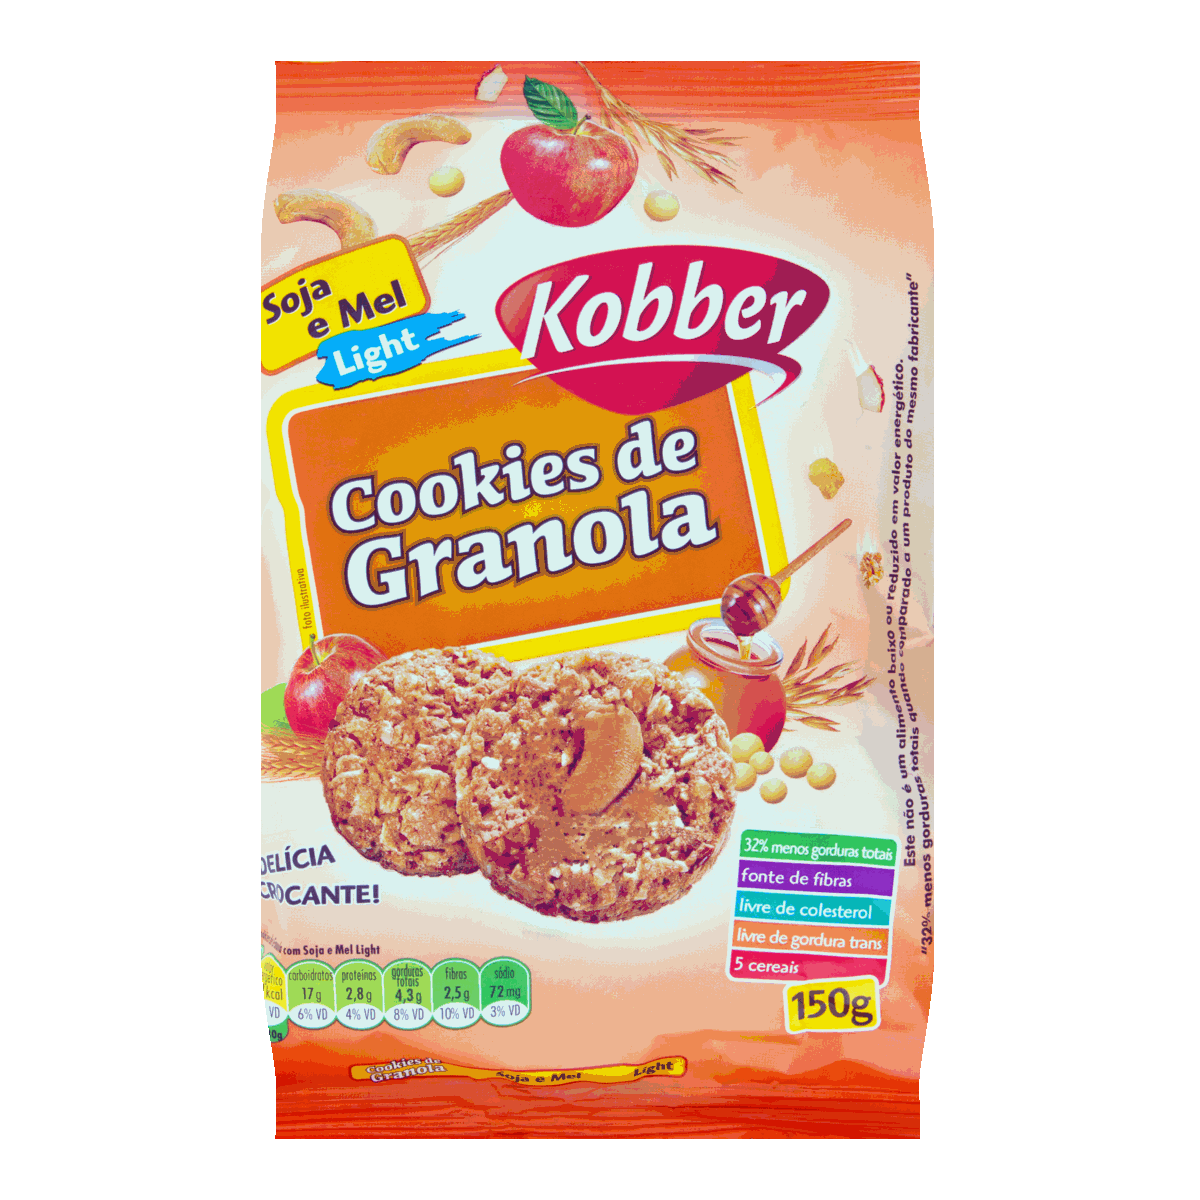 Soja
e Mel
Light
Kobber
Cookies de
Granola
foto ilustrativa
CROCANTE!
com Soja e Mel Light
kcal
VD
carboidratos
17 g
6% VD
proteínas
2,8 g
4% VD
gorduras
totais
4,3 g
8% VD
fibras
2,5 g
10% VD
sódio
72 mg
3% VD
32% menos gorduras totais
fonte de fibras
livre de colesterol
livre de gordura trans
5 cereais
150g
Este não é um alimento baixo ou reduzido em valor energético.
"32% menos gorduras totais quando comparado a um produto do mesmo fabricante"
Cookies de
Granola
Soja e Mel
Light